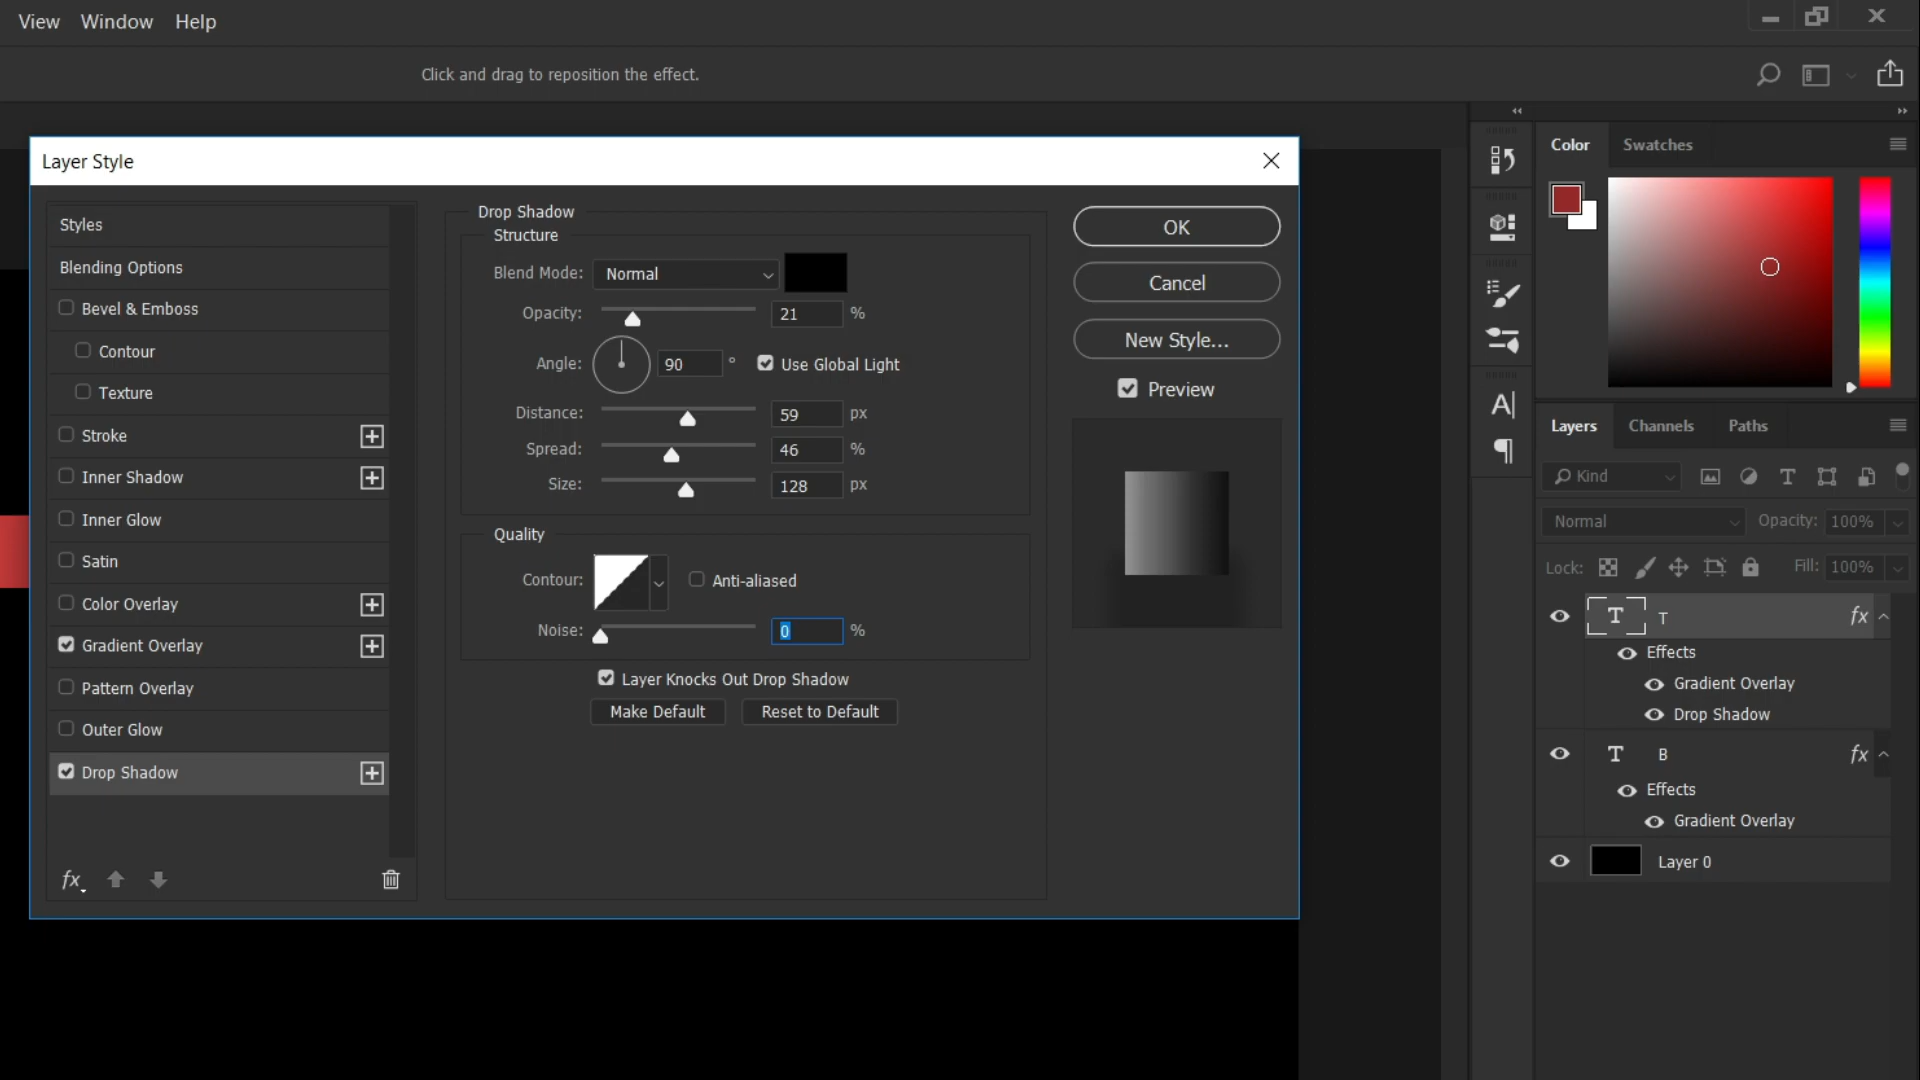 View Window Help
Click and drag to reposition the effect.
Layer Style
Styles
Blending Options
Bevel & Emboss
Contour
Texture
Stroke
Inner Shadow
Inner Glow
Satin
Color Overlay
Gradient Overlay
Pattern Overlay
Outer Glow
Drop Shadow
fx
Drop Shadow
Structure
Blend Mode: Normal
Opacity: 21 %
Angle: 90 ° Use Global Light
Distance: 59 px
Spread: 46 %
Size: 128 px
Quality
Contour: Anti-aliased
Noise: 0 %
Layer Knocks Out Drop Shadow
Make Default Reset to Default
OK
Cancel
New Style...
Preview
Color Swatches
Layers Channels Paths
Kind
Normal Opacity: 100%
Lock: Fill: 100%
T T fx
Effects
Gradient Overlay
Drop Shadow
T B fx
Effects
Gradient Overlay
Layer 0